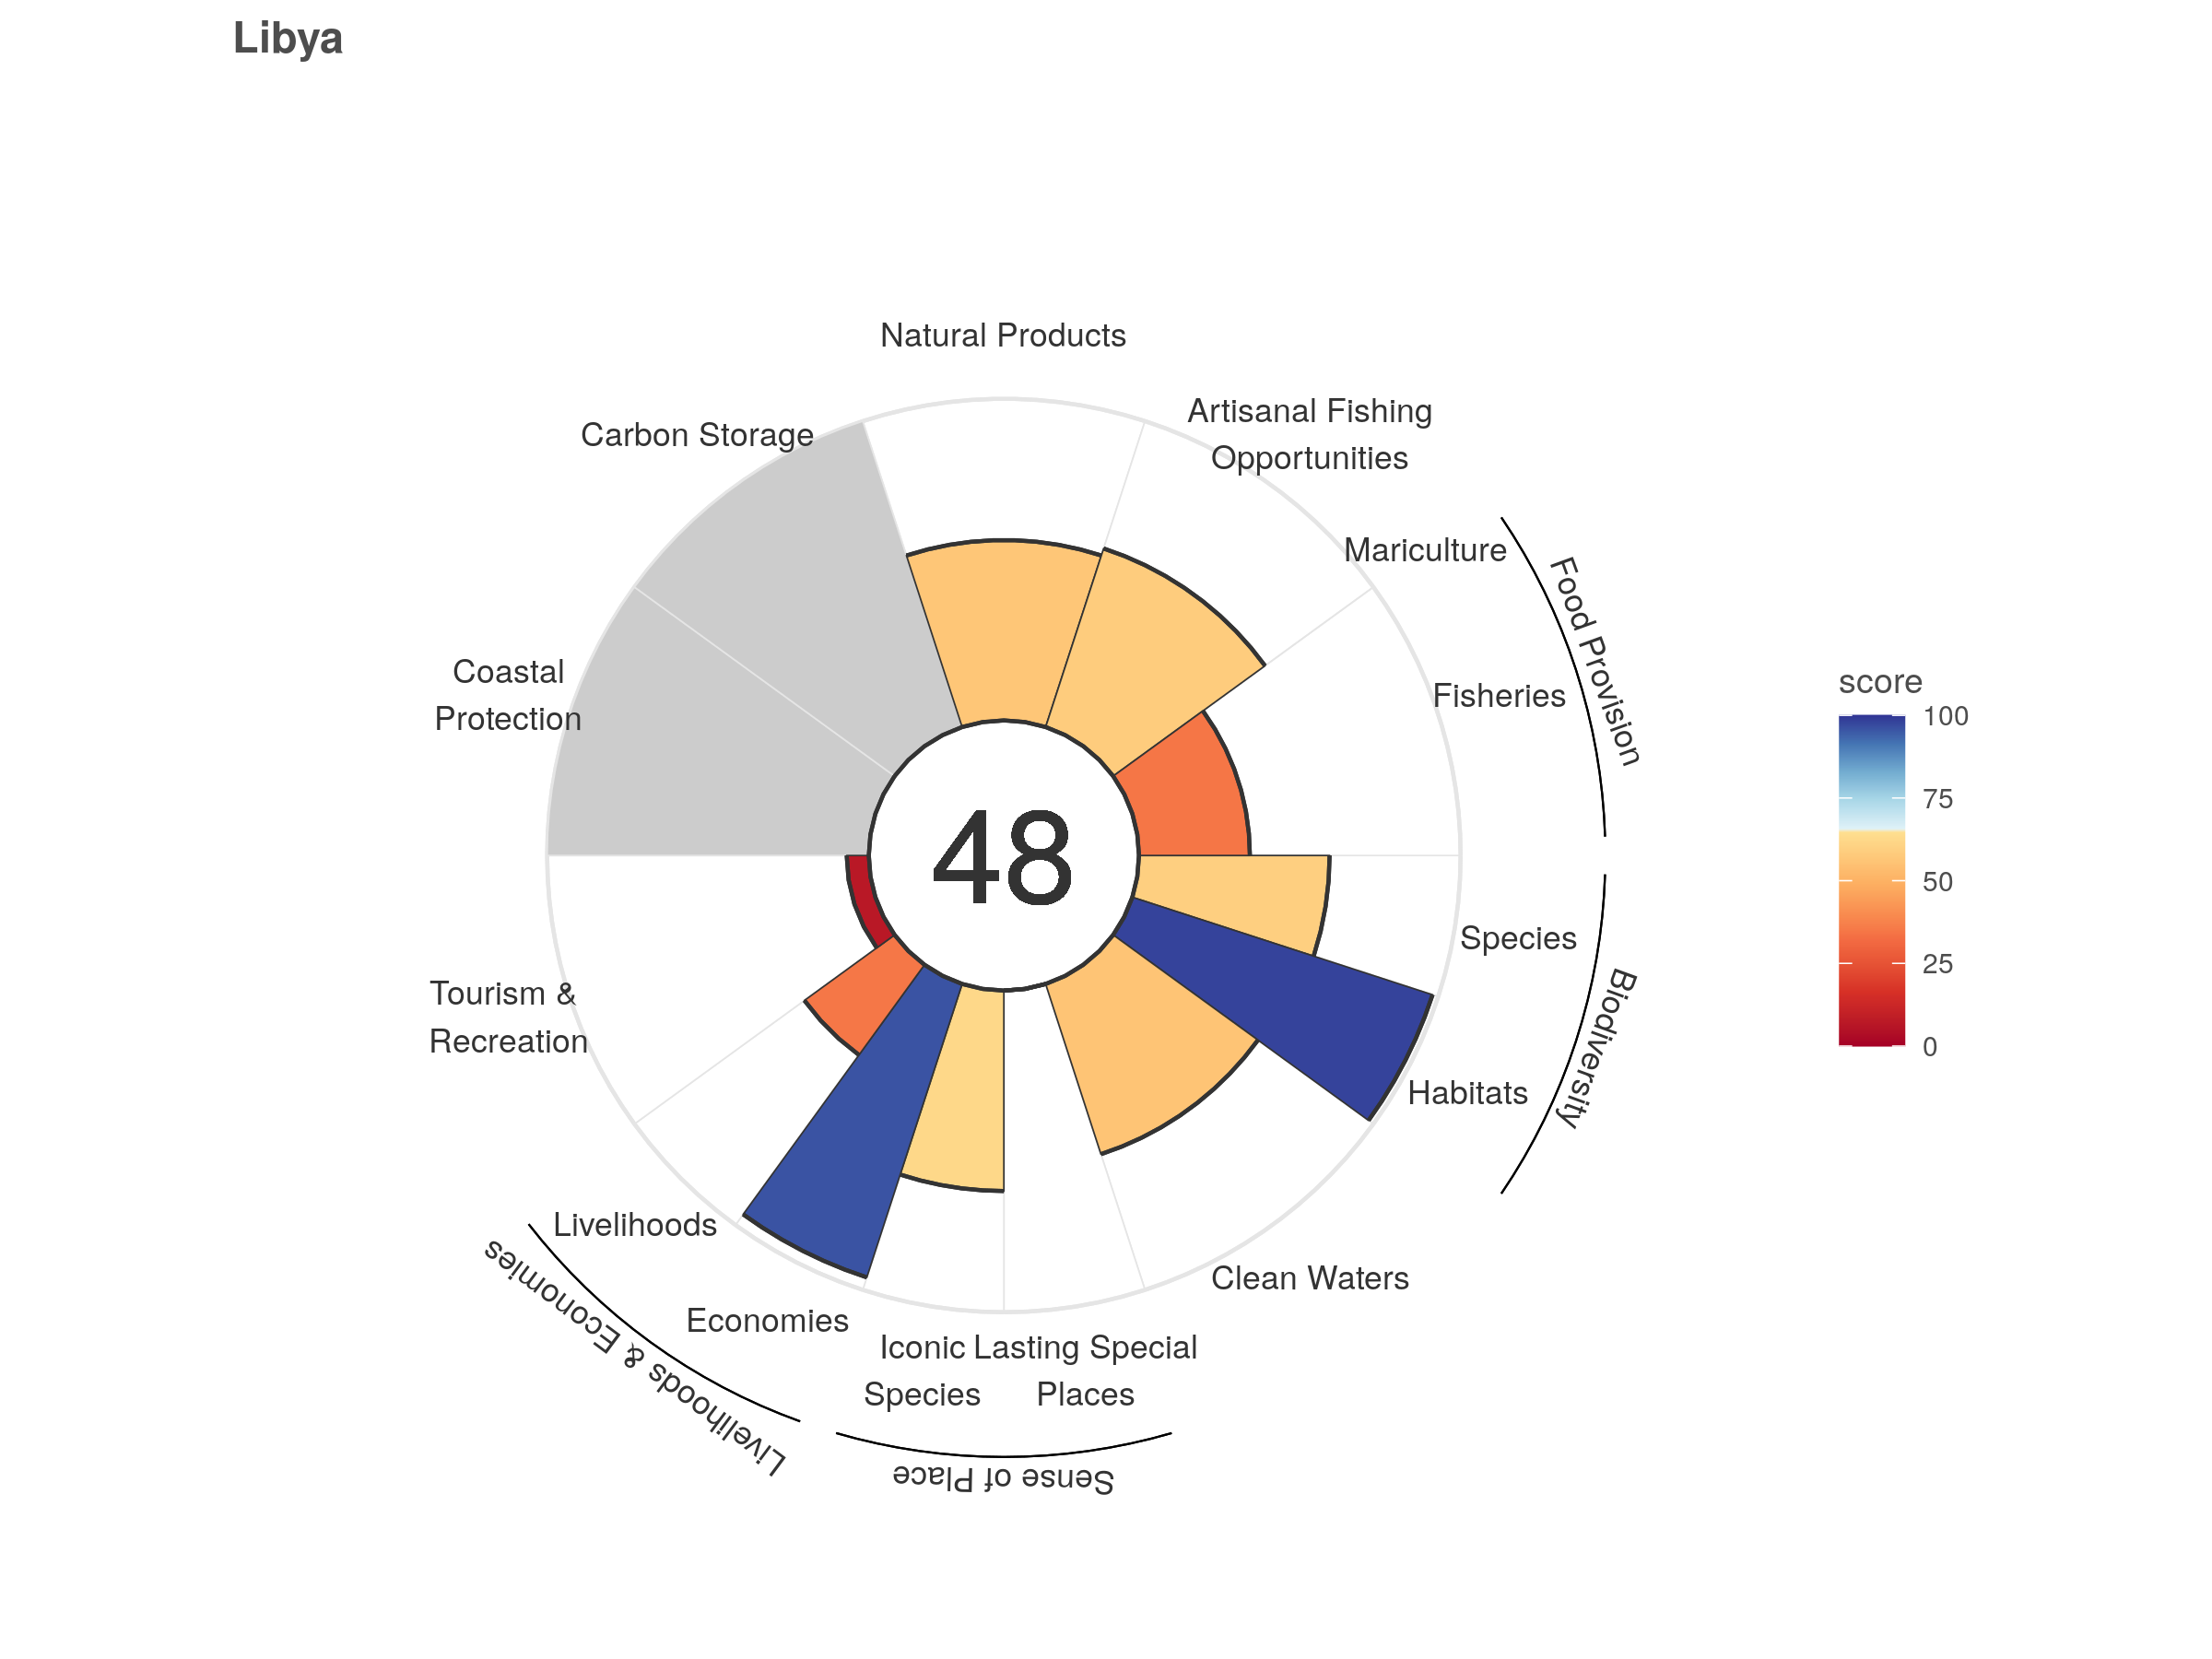 Libya
Natural Products
Artisanal Fishing
Opportunities
Carbon Storage
Mariculture
Food Provision
Fisheries
Coastal
Protection
score
100
75
50
25
0
48
Species
Biodiversity
Tourism &
Recreation
Habitats
Livelihoods
Clean Waters
Economies
Livelihoods & Economies
Iconic
Species
Lasting Special
Places
Sense of Place